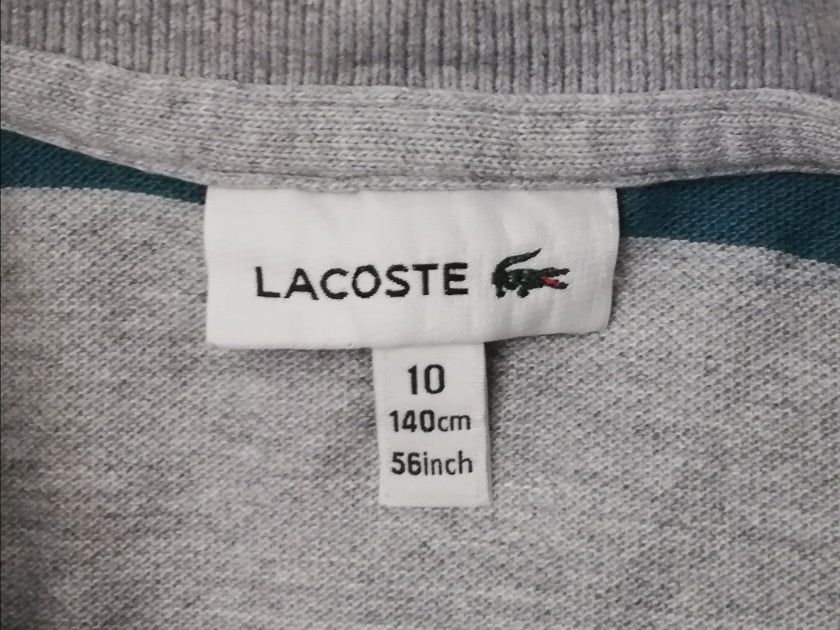 LACOSTE
10
140cm
56inch